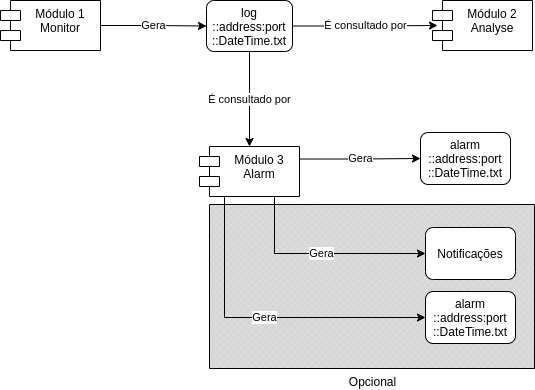 Módulo 1
Monitor
Gera
log
::address:port
::DateTime.txt
É consultado por
Módulo 2
Analyse
É consultado por
Módulo 3
Alarm
Gera
alarm
::address:port
::DateTime.txt
Gera
Notificações
Gera
alarm
::address:port
::DateTime.txt
Opcional